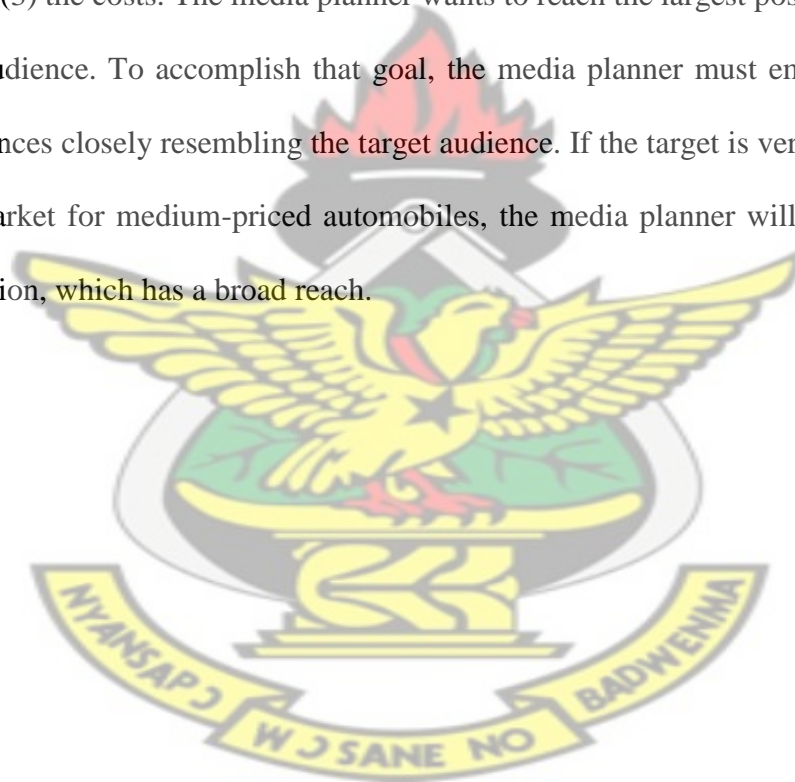 (3) the costs. The media planner wants to reach the largest pos
udience. To accomplish that goal, the media planner must en
nces closely resembling the target audience. If the target is ver
arket for medium-priced automobiles, the media planner will
ion, which has a broad reach.
NYANSAPƆ
WƆ SANE NO
BADWENMA